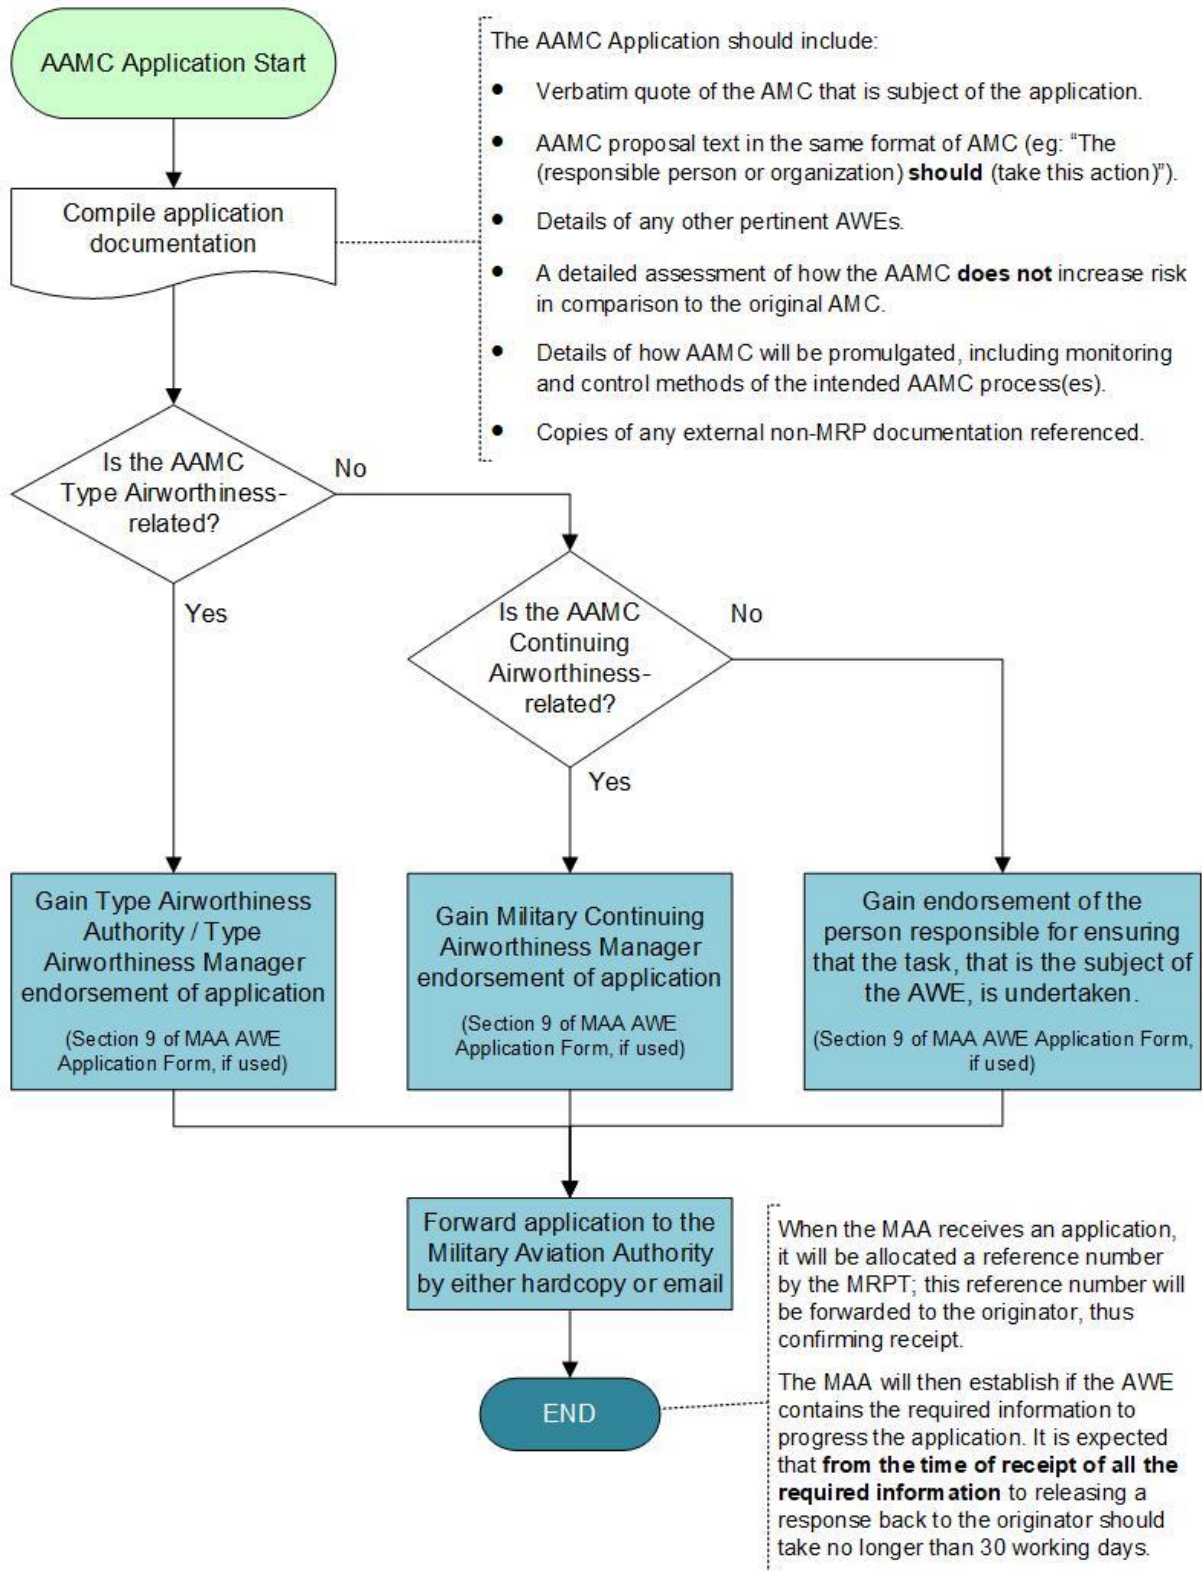 AAMC Application Start
The AAMC Application should include:
● Verbatim quote of the AMC that is subject of the application.
● AAMC proposal text in the same format of AMC (eg: “The
(responsible person or organization) should (take this action)”).
● Details of any other pertinent AWEs.
● A detailed assessment of how the AAMC does not increase risk
in comparison to the original AMC.
● Details of how AAMC will be promulgated, including monitoring
and control methods of the intended AAMC process(es).
● Copies of any external non-MRP documentation referenced.
Compile application
documentation
Is the AAMC
Type Airworthiness-
related?
No
Yes
Is the AAMC
Continuing
Airworthiness-
related?
No
Yes
Gain Type Airworthiness
Authority / Type
Airworthiness Manager
endorsement of application
(Section 9 of MAA AWE
Application Form, if used)
Gain Military Continuing
Airworthiness Manager
endorsement of application
(Section 9 of MAA AWE
Application Form, if used)
Gain endorsement of the
person responsible for ensuring
that the task, that is the subject of
the AWE, is undertaken.
(Section 9 of MAA AWE Application Form,
if used)
Forward application to the
Military Aviation Authority
by either hardcopy or email
END
When the MAA receives an application,
it will be allocated a reference number
by the MRPT; this reference number will
be forwarded to the originator, thus
confirming receipt.
The MAA will then establish if the AWE
contains the required information to
progress the application. It is expected
that from the time of receipt of all the
required information to releasing a
response back to the originator should
take no longer than 30 working days.